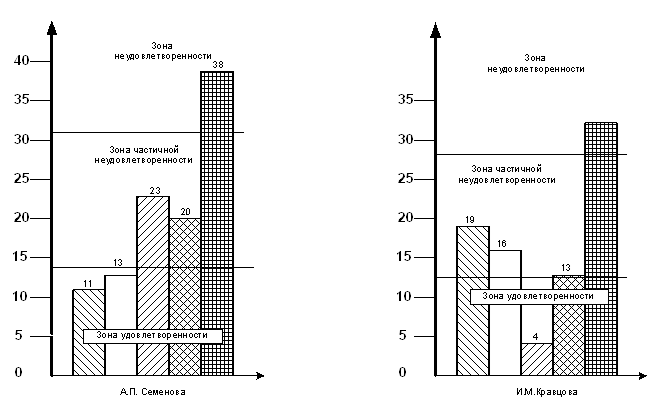 Зона
неудовлетворенности
40
38
35
30
Зона частичной
неудовлетворенности
25
23
20
20
15
13
11
10
Зона удовлетворенности
5
0
А.П. Семенова
Зона
неудовлетворенности
35
30
Зона частичной
неудовлетворенности
25
20
19
16
15
13
10
Зона удовлетворенности
5
4
0
И.М.Кравцова